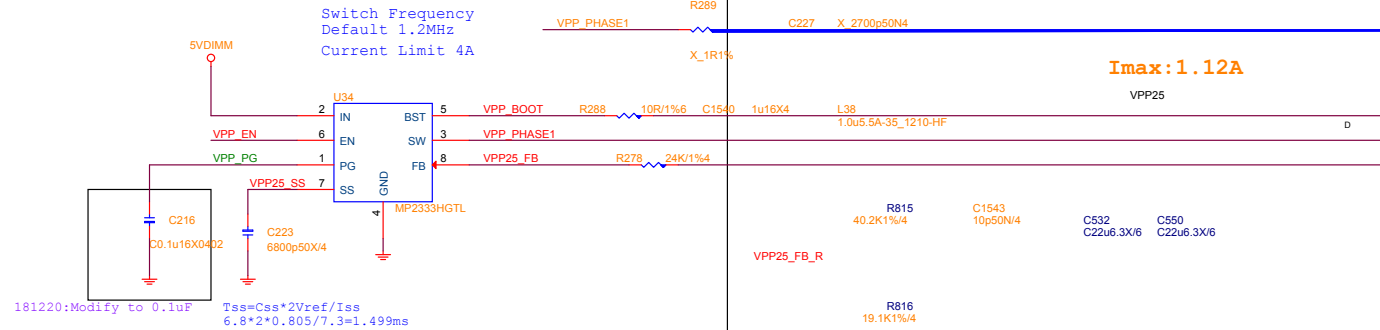 R289
Switch Frequency
Default 1.2MHz
Current Limit 4A
VPP_PHASE1
C227
X_2700p50N4
X_1R1%
5VDIMM
Imax:1.12A
VPP25
U34
2
IN
5
BST
VPP_BOOT
R288
10R/1%6
C1540
1u16X4
L38
1.0u5.5A-35_1210-HF
D
VPP_EN
6
EN
3
SW
VPP_PHASE1
VPP_PG
1
PG
8
FB
VPP25_FB
R278
24K/1%4
VPP25_SS
7
SS
GND
4
MP2333HGTL
C216
C0.1u16X0402
C223
6800p50X/4
R815
40.2K1%/4
C1543
10p50N/4
C532
C22u6.3X/6
C550
C22u6.3X/6
VPP25_FB_R
R816
19.1K1%/4
181220:Modify to 0.1uF
Tss=Css*2Vref/Iss
6.8*2*0.805/7.3=1.499ms